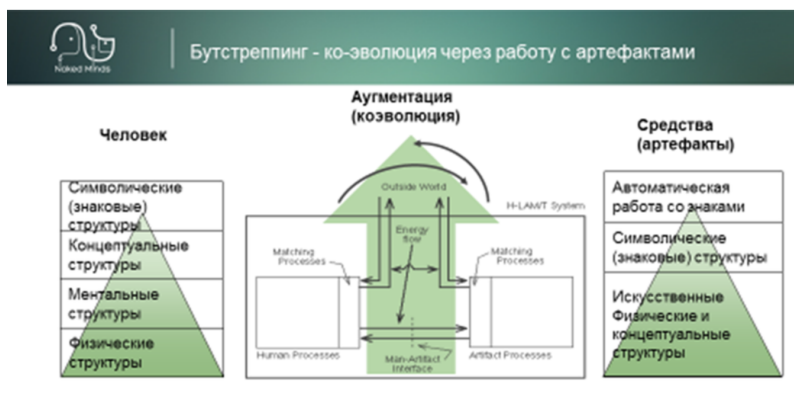 Naked Minds
Бутстреппинг - ко-эволюция через работу с артефактами
Человек
Аугментация
(коэволюция)
Средства
(артефакты)
Символические
(знаковые)
структуры
Концептуальные
структуры
Ментальные
структуры
Физические
структуры
Outside World
H-LAM/T System
Energy
flow
Matching
Processes
Matching
Processes
Human Processes
Man-Artifact
Interface
Artifact Processes
Автоматическая
работа со знаками
Символические
(знаковые) структуры
Искусственные
Физические и
концептуальные
структуры